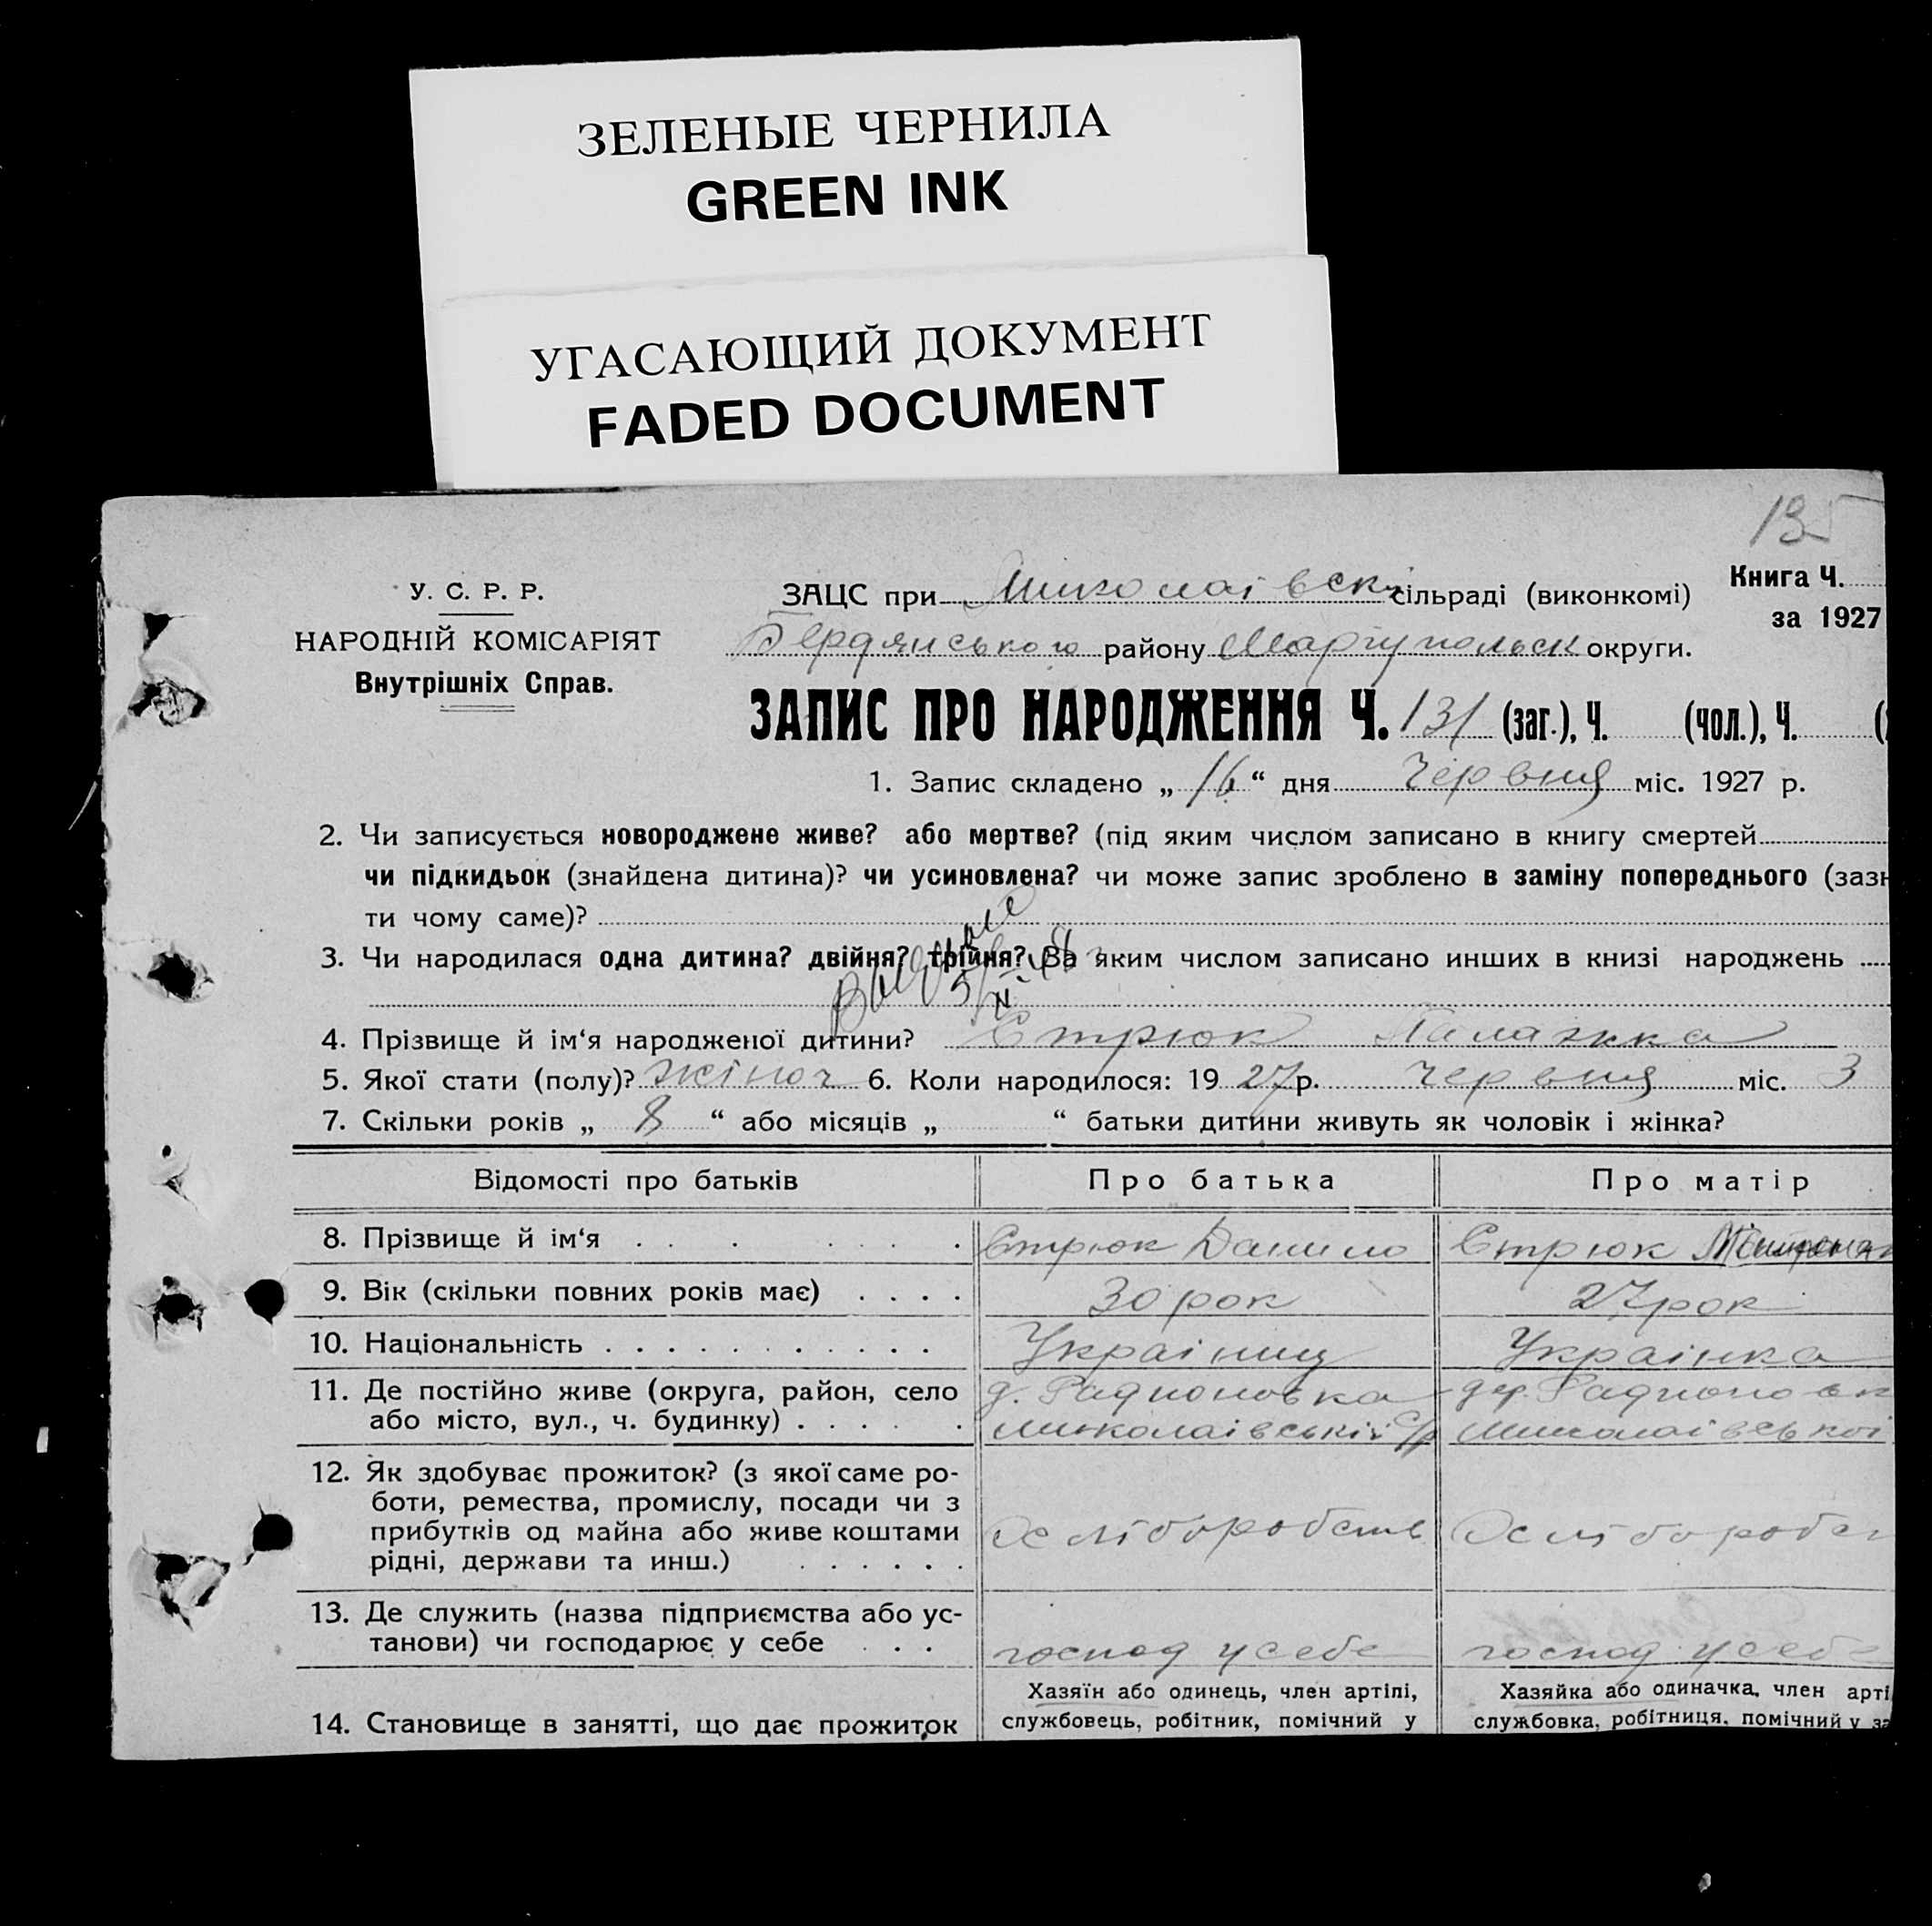 ЗЕЛЕНЫЕ ЧЕРНИЛА
GREEN INK
УГАСАЮЩИЙ ДОКУМЕНТ
FADED DOCUMENT
135
У. С. Р. Р.
НАРОДНІЙ КОМІСАРІЯТ
Внутрішніх Справ.
ЗАЦС при Миколаївській сільраді (виконкомі)
Книга Ч.
за 1927
Бердянського району Маріупольськ округи.
ЗАПИС ПРО НАРОДЖЕННЯ Ч. 131 (заг.), Ч. (чол.), Ч. (
1. Запис складено „ 16 “ дня Червня міс. 1927 р.
2. Чи записується новороджене живе? або мертве? (під яким числом записано в книгу смертей
чи підкидьок (знайдена дитина)? чи усиновлена? чи може запис зроблено в заміну попереднього (зазн
ти чому саме)?
3. Чи народилася одна дитина? двійня? трійня? За яким числом записано инших в книзі народжень
4. Прізвище й ім‘я народженої дитини? Стрюк Палажка
5. Якої стати (полу)? жіноч 6. Коли народилося: 19 27 р. червня міс. 3
7. Скільки років „ 8 “ або місяців „ “ батьки дитини живуть як чоловік і жінка?
Відомості про батьків Про батька Про матір
8. Прізвище й ім‘я . . . . . . . Стрюк Данило Стрюк
9. Вік (скільки повних років має) . . . . 30 рок 27 рок
10. Національність . . . . . . . . . . . Українец Українка
11. Де постійно живе (округа, район, село д. Радионовка дер. Радионовк
або місто, вул., ч. будинку) . . . . . . Миколаївській с/р Миколаївської
12. Як здобуває прожиток? (з якої саме ро-
боти, ремества, промислу, посади чи з
прибутків од майна або живе коштами хліборобств хлібороб
рідні, держави та инш.) . . . . . .
13. Де служить (назва підприємства або ус-
танови) чи господарює у себе . . . господ у себе господ у себе
Хазяїн або одинець, член артілі, Хазяйка або одиначка, член арті
14. Становище в занятті, що дає прожиток службовець, робітник, помічний у службовка, робітниця, помічний у за